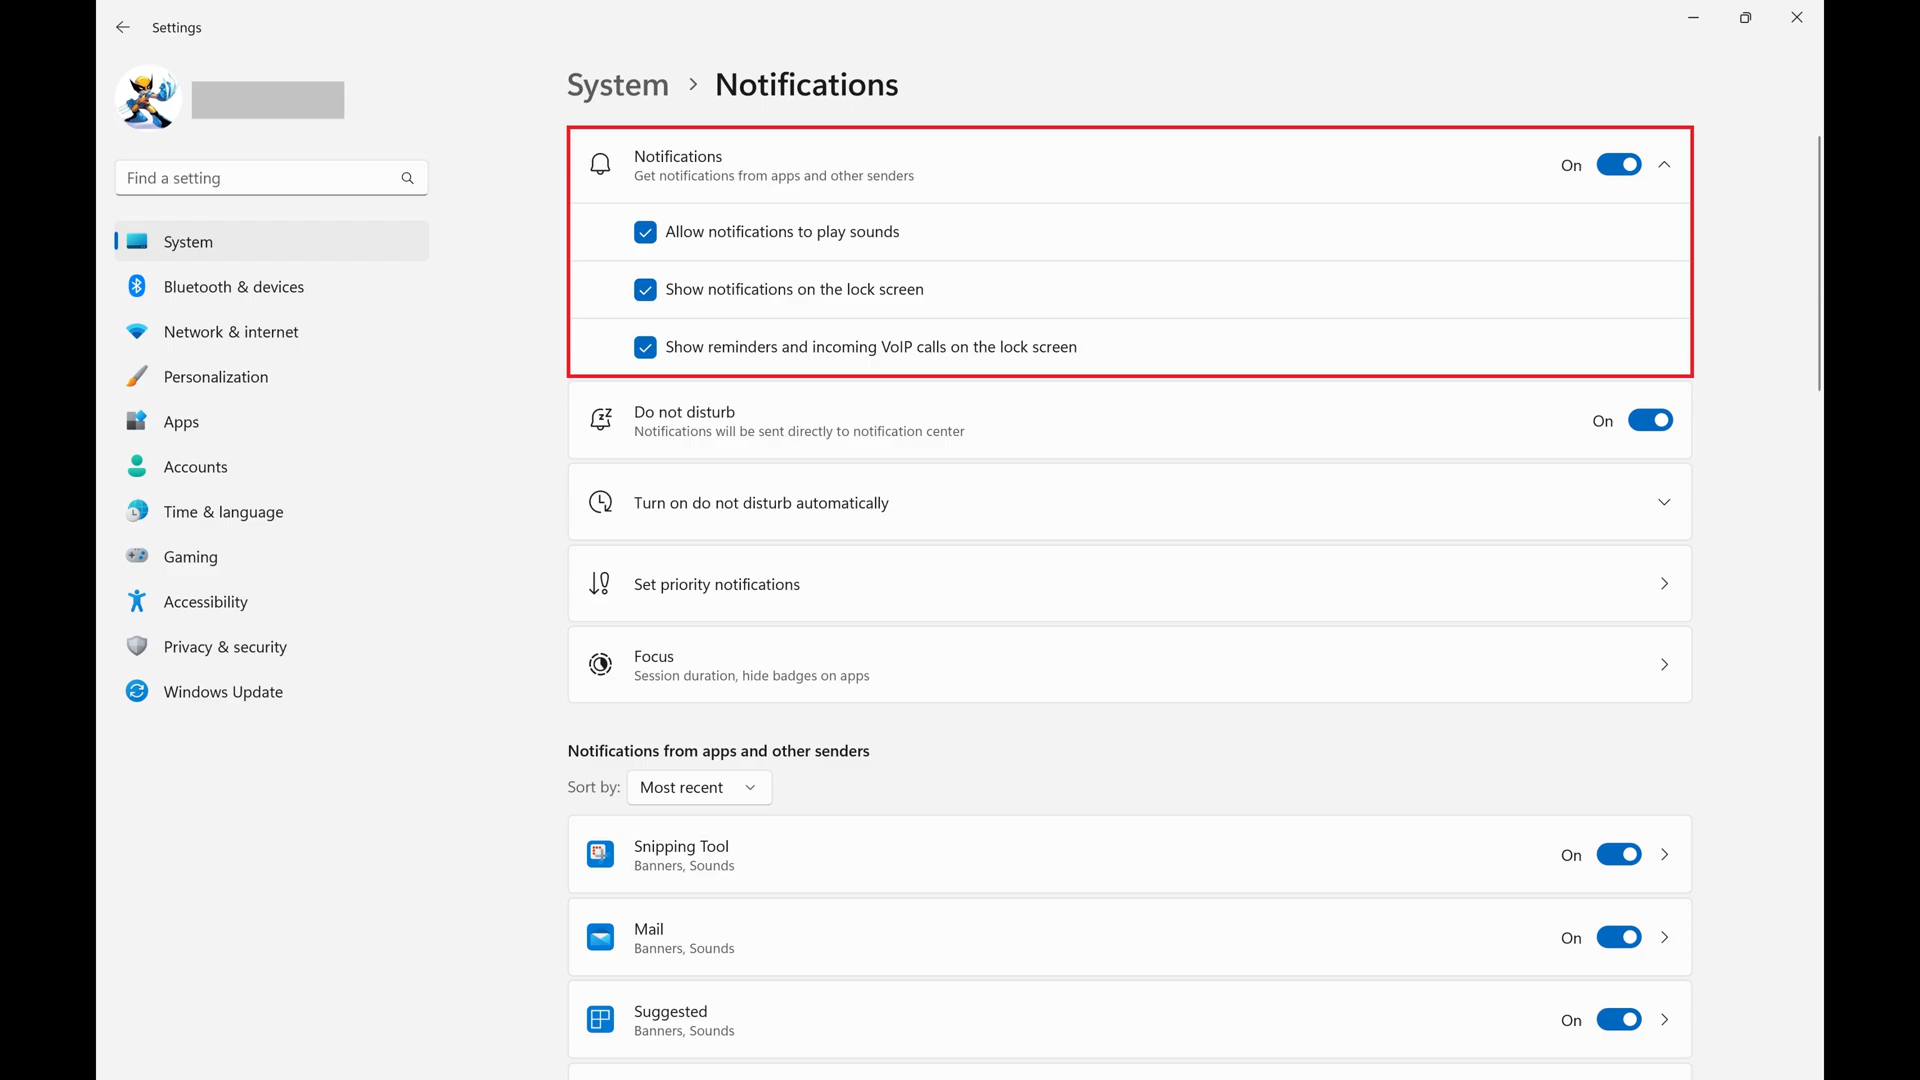 Settings
Find a setting
System
Bluetooth & devices
Network & internet
Personalization
Apps
Accounts
Time & language
Gaming
Accessibility
Privacy & security
Windows Update
System > Notifications
Notifications
Get notifications from apps and other senders
On
Allow notifications to play sounds
Show notifications on the lock screen
Show reminders and incoming VoIP calls on the lock screen
Do not disturb
Notifications will be sent directly to notification center
On
Turn on do not disturb automatically
Set priority notifications
Focus
Session duration, hide badges on apps
Notifications from apps and other senders
Sort by: Most recent
Snipping Tool
Banners, Sounds
On
Mail
Banners, Sounds
On
Suggested
Banners, Sounds
On